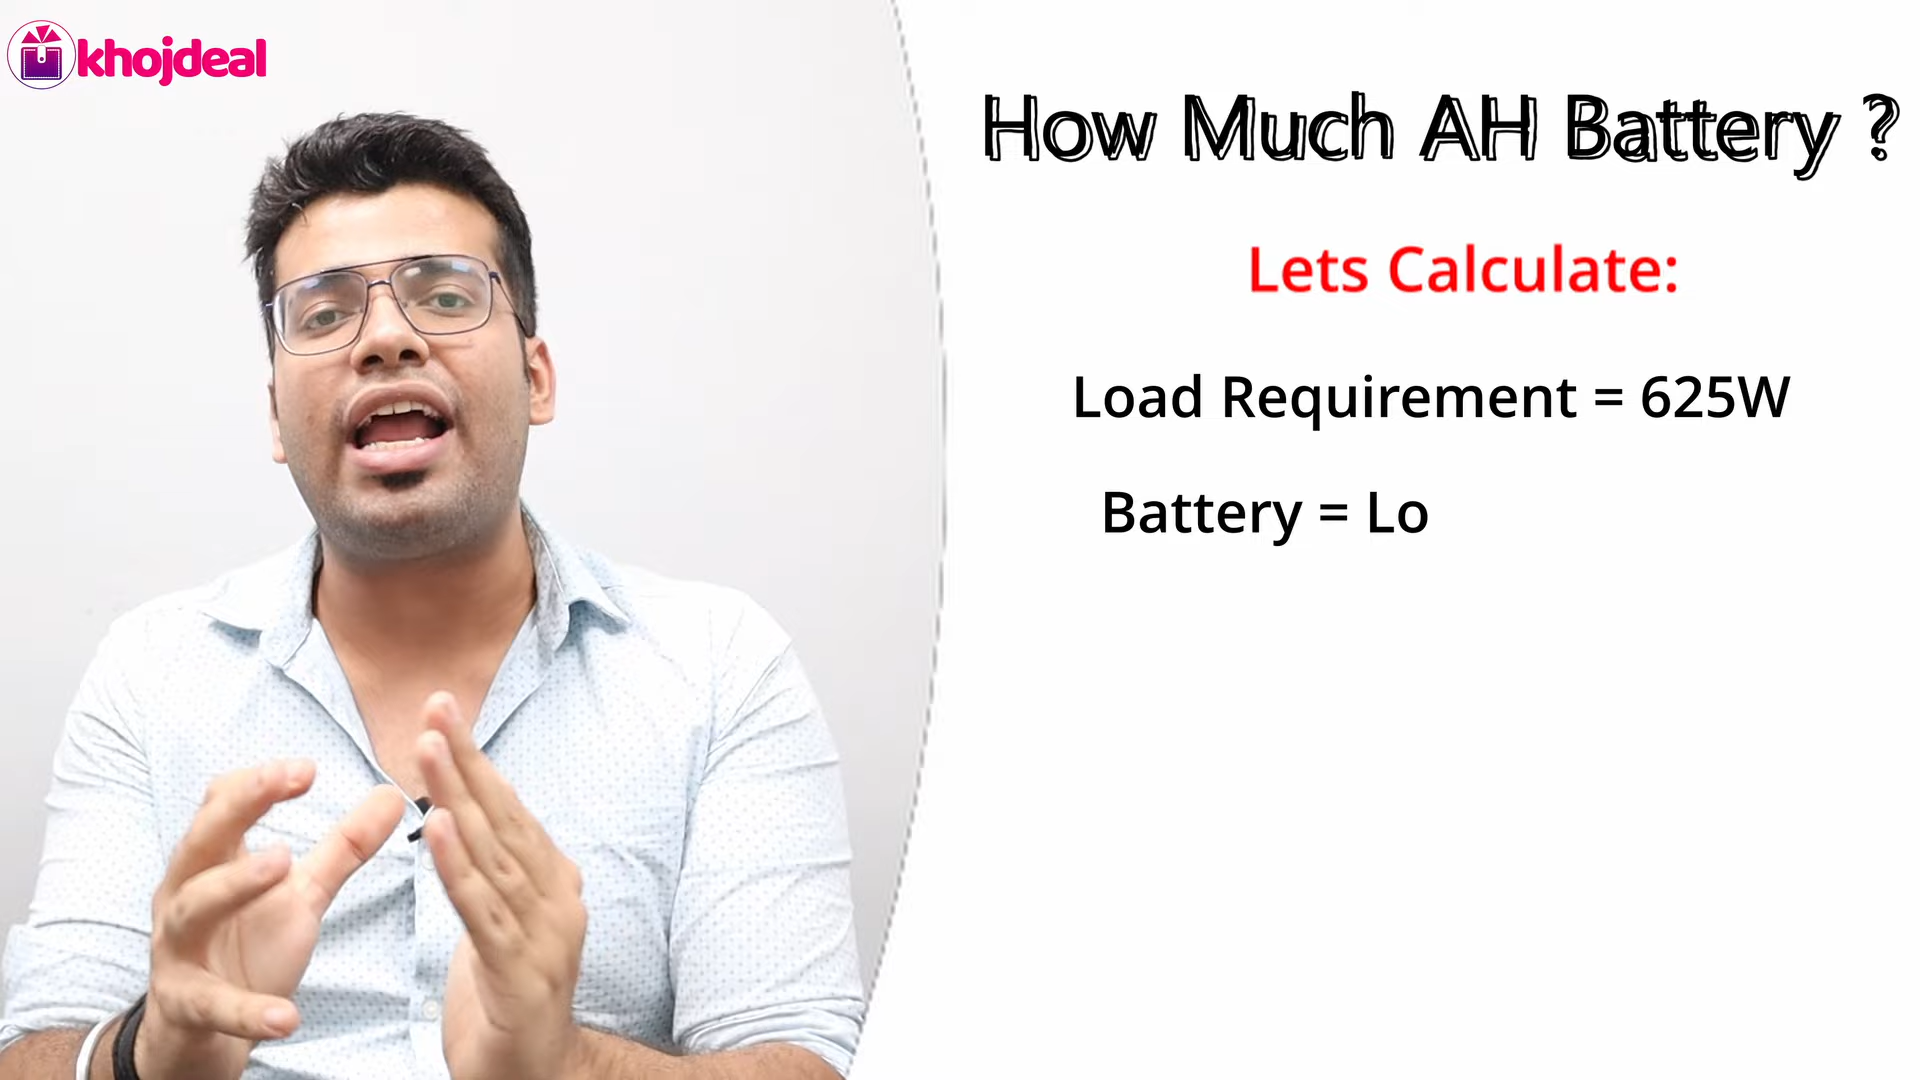 khojdeal
How Much AH Battery ?
Lets Calculate:
Load Requirement = 625W
Battery = Lo